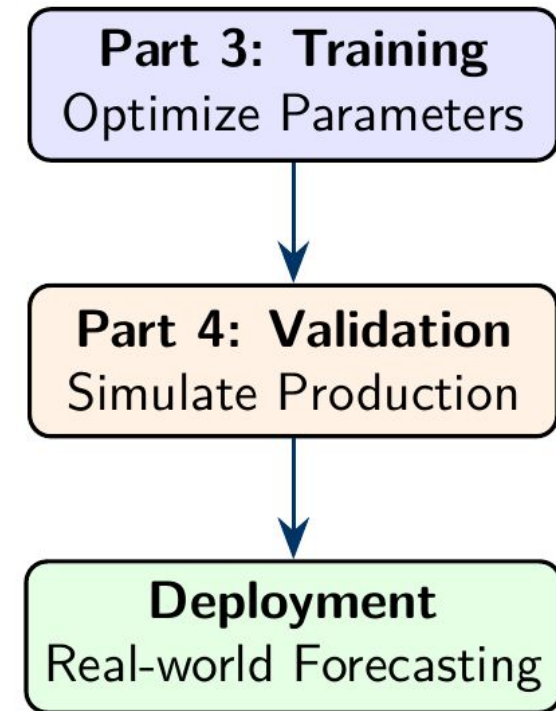 Part 3: Training
Optimize Parameters
Part 4: Validation
Simulate Production
Deployment
Real-world Forecasting